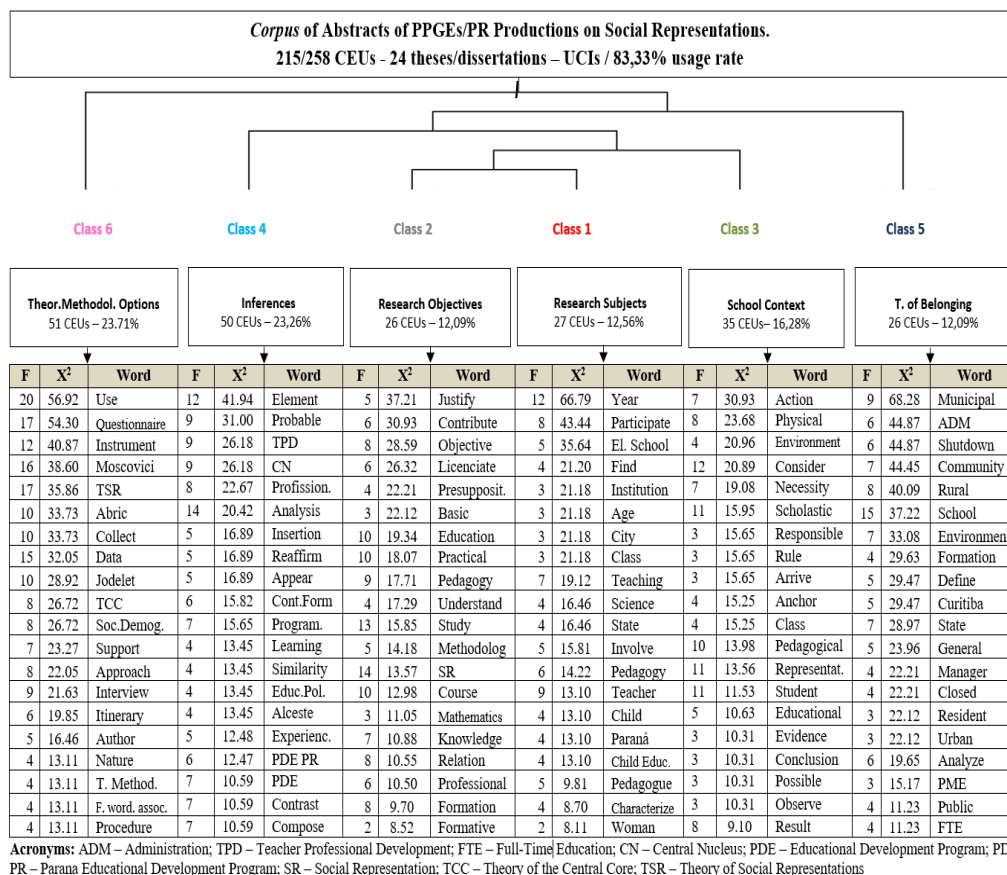 Corpus of Abstracts of PPGEs/PR Productions on Social Representations.
215/258 CEUs - 24 theses/dissertations – UCIs / 83,33% usage rate
Class 6 Class 4 Class 2 Class 1 Class 3 Class 5
Theor.Methodol. Options Inferences Research Objectives Research Subjects School Context T. of Belonging
51 CEUs – 23.71% 50 CEUs – 23,26% 26 CEUs – 12,09% 27 CEUs – 12,56% 35 CEUs– 16,28% 26 CEUs – 12,09%
F X² Word F X² Word F X² Word F X² Word F X² Word F X² Word
20 56.92 Use 12 41.94 Element 5 37.21 Justify 12 66.79 Year 7 30.93 Action 9 68.28 Municipal
17 54.30 Questionnaire 9 31.00 Probable 6 30.93 Contribute 8 43.44 Participate 8 23.68 Physical 6 44.87 ADM
12 40.87 Instrument 9 26.18 TPD 8 28.59 Objective 5 35.64 El. School 4 20.96 Environment 6 44.87 Shutdown
16 38.60 Moscovici 9 26.18 CN 6 26.32 Licenciate 4 21.20 Find 12 20.89 Consider 7 44.45 Community
17 35.86 TSR 8 22.67 Profission. 4 22.21 Presupposit. 3 21.18 Institution 7 19.08 Necessity 8 40.09 Rural
10 33.73 Abric 14 20.42 Analysis 3 22.12 Basic 3 21.18 Age 11 15.95 Scholastic 15 37.22 School
10 33.73 Collect 5 16.89 Insertion 10 19.34 Education 3 21.18 City 3 15.65 Responsible 7 33.08 Environment
15 32.05 Data 5 16.89 Reaffirm 10 18.07 Practical 3 21.18 Class 3 15.65 Rule 4 29.63 Formation
10 28.92 Jodelet 5 16.89 Appear 9 17.71 Pedagogy 7 19.12 Teaching 3 15.65 Arrive 5 29.47 Define
8 26.72 TCC 6 15.82 Cont.Form 4 17.29 Understand 4 16.46 Science 4 15.25 Anchor 5 29.47 Curitiba
8 26.72 Soc.Demog. 7 15.65 Program. 13 15.85 Study 4 16.46 State 4 15.25 Class 7 28.97 State
7 23.27 Support 4 13.45 Learning 5 14.18 Methodolog 5 15.81 Involve 10 13.98 Pedagogical 5 23.96 General
8 22.05 Approach 4 13.45 Similarity 14 13.57 SR 6 14.22 Pedagogy 11 13.56 Representat. 4 22.21 Manager
9 21.63 Interview 4 13.45 Educ.Pol. 10 12.98 Course 9 13.10 Teacher 11 11.53 Student 4 22.21 Closed
6 19.85 Itinerary 4 13.45 Alceste 3 11.05 Mathematics 4 13.10 Child 5 10.63 Educational 3 22.12 Resident
5 16.46 Author 5 12.48 Experienc. 7 10.88 Knowledge 4 13.10 Paraná 3 10.31 Evidence 3 22.12 Urban
4 13.11 Nature 6 12.47 PDE PR 8 10.55 Relation 4 13.10 Child Educ. 3 10.31 Conclusion 6 19.65 Analyze
4 13.11 T. Method. 7 10.59 PDE 6 10.50 Professional 5 9.81 Pedagogue 3 10.31 Possible 3 15.17 PME
4 13.11 F. word. assoc. 7 10.59 Contrast 8 9.70 Formation 4 8.70 Characterize 3 10.31 Observe 4 11.23 Public
4 13.11 Procedure 7 10.59 Compose 2 8.52 Formative 2 8.11 Woman 8 9.10 Result 4 11.23 FTE
Acronyms: ADM – Administration; TPD – Teacher Professional Development; FTE – Full-Time Education; CN – Central Nucleus; PDE – Educational Development Program; PD
PR – Parana Educational Development Program; SR – Social Representation; TCC – Theory of the Central Core; TSR – Theory of Social Representations